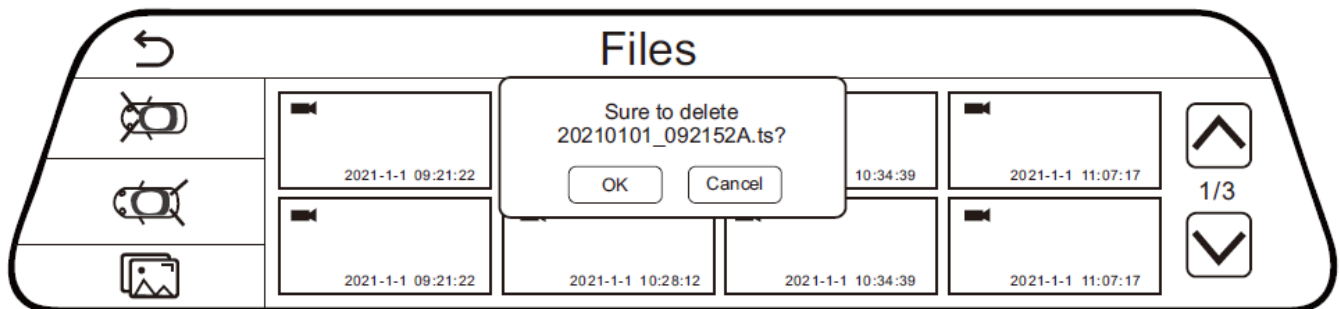 Files
Sure to delete
20210101_092152A.ts?
OK
Cancel
2021-1-1 09:21:22
10:34:39
2021-1-1 11:07:17
1/3
2021-1-1 09:21:22
2021-1-1 10:28:12
2021-1-1 10:34:39
2021-1-1 11:07:17